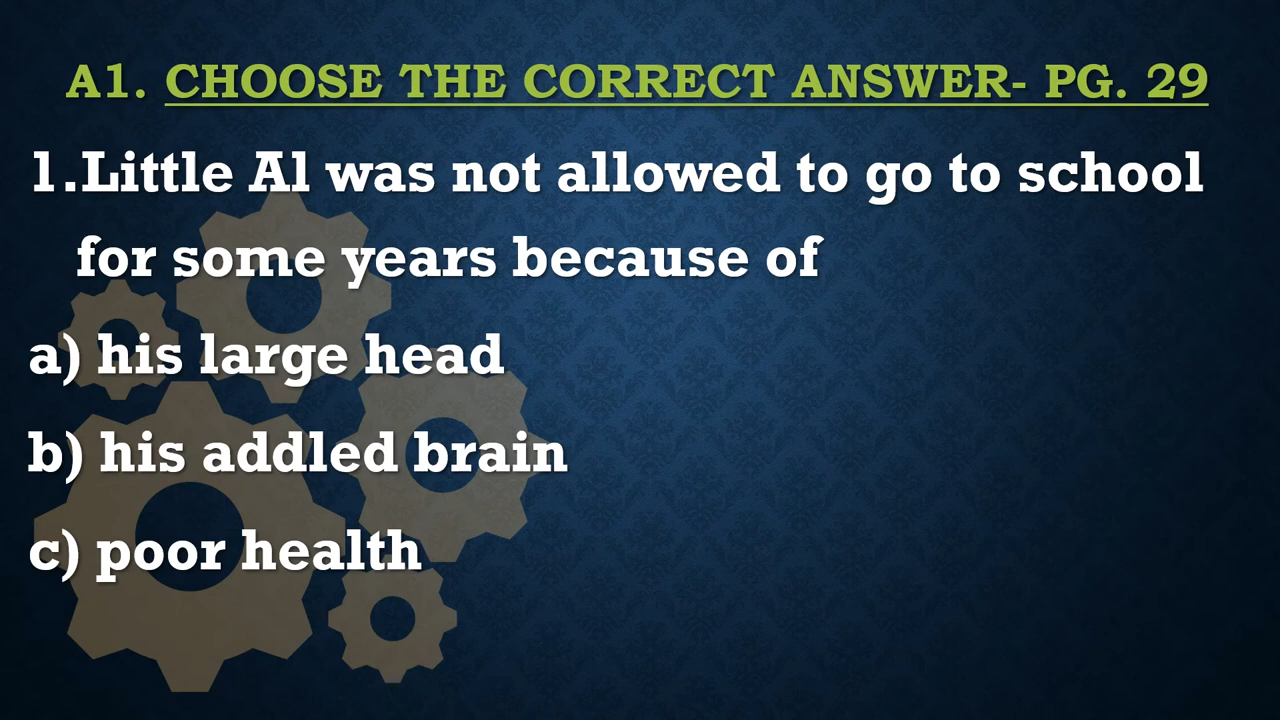 A1. CHOOSE THE CORRECT ANSWER- PG. 29
1.Little Al was not allowed to go to school
for some years because of
a) his large head
b) his addled brain
c) poor health